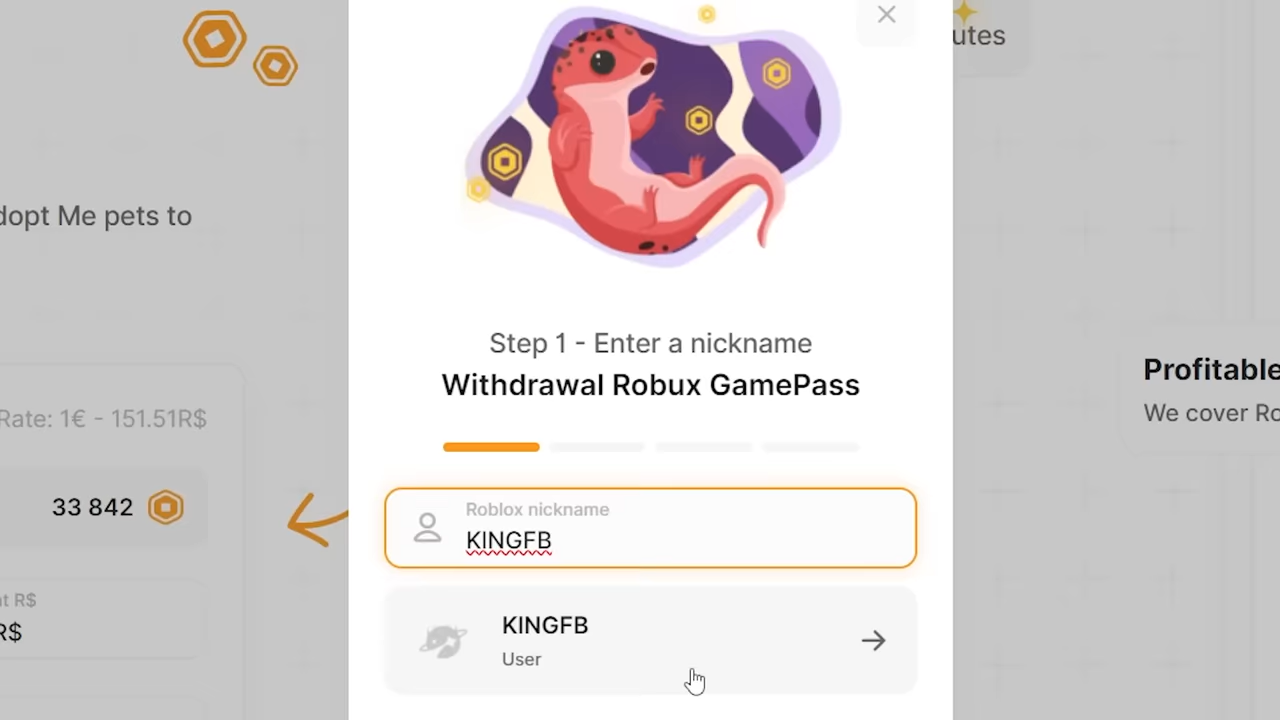 utes
dopt Me pets to
Step 1 - Enter a nickname
Withdrawal Robux GamePass
Rate: 1€ - 151.51R$
33 842
Profitable
We cover Ro
Roblox nickname
KINGFB
nt R$
R$
KINGFB
User